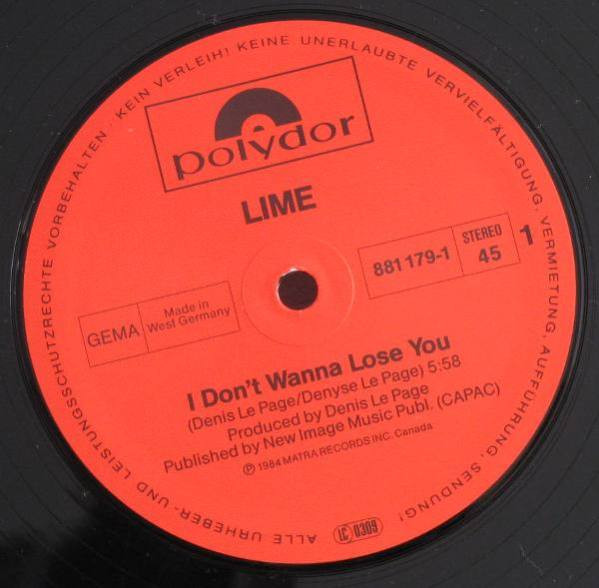 polydor
LIME
881 179-1
STEREO
45
1
GEMA
Made in
West Germany
I Don't Wanna Lose You
(Denis Le Page/Denyse Le Page) 5:58
Produced by Denis Le Page
Published by New Image Music Publ. (CAPAC)
Ⓟ 1984 MATRA RECORDS INC. Canada
ALLE URHEBER- UND LEISTUNGSSCHUTZRECHTE VORBEHALTEN · KEIN VERLEIH! KEINE UNERLAUBTE VERVIELFÄLTIGUNG, VERMIETUNG, AUFFÜHRUNG, SENDUNG!
LC 0309